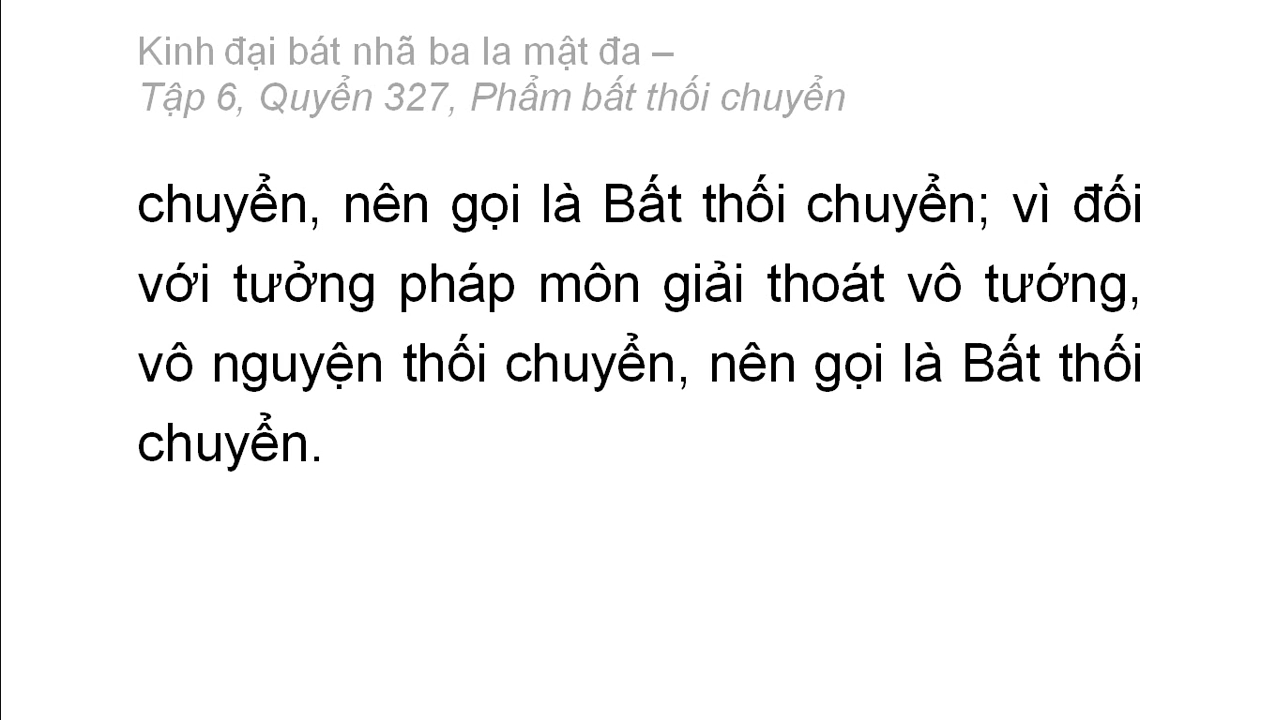 Kinh đại bát nhã ba la mật đa –
Tập 6, Quyển 327, Phẩm bất thối chuyển
chuyển, nên gọi là Bất thối chuyển; vì đối
với tưởng pháp môn giải thoát vô tướng,
vô nguyện thối chuyển, nên gọi là Bất thối
chuyển.